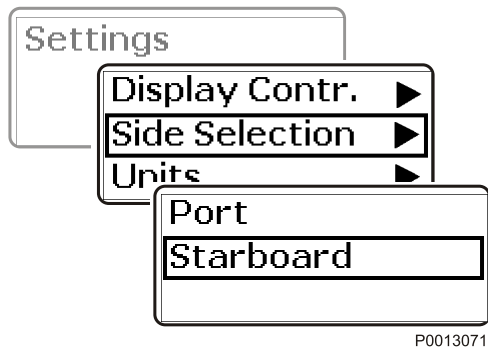 Settings
Display Contr.
Side Selection
Units
Port
Starboard
P0013071